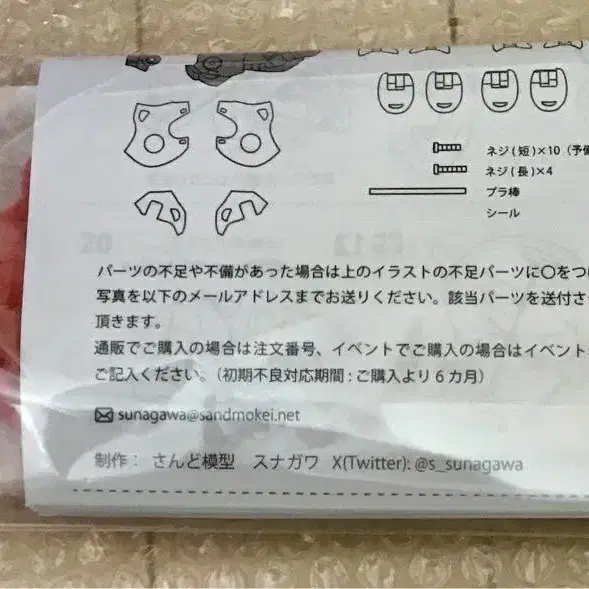 ネジ(短)×10 (予備
ネジ(長)×4
プラ棒
シール
パーツの不足や不備があった場合は上のイラストの不足パーツに〇をつけ
写真を以下のメールアドレスまでお送りください。該当パーツを送付さ
頂きます。
通販でご購入の場合は注文番号、イベントでご購入の場合はイベント
ご記入ください。(初期不良対応期間:ご購入より6カ月)
sunagawa@sandmokei.net
制作: さんど模型 スナガワ X(Twitter): @s_sunagawa